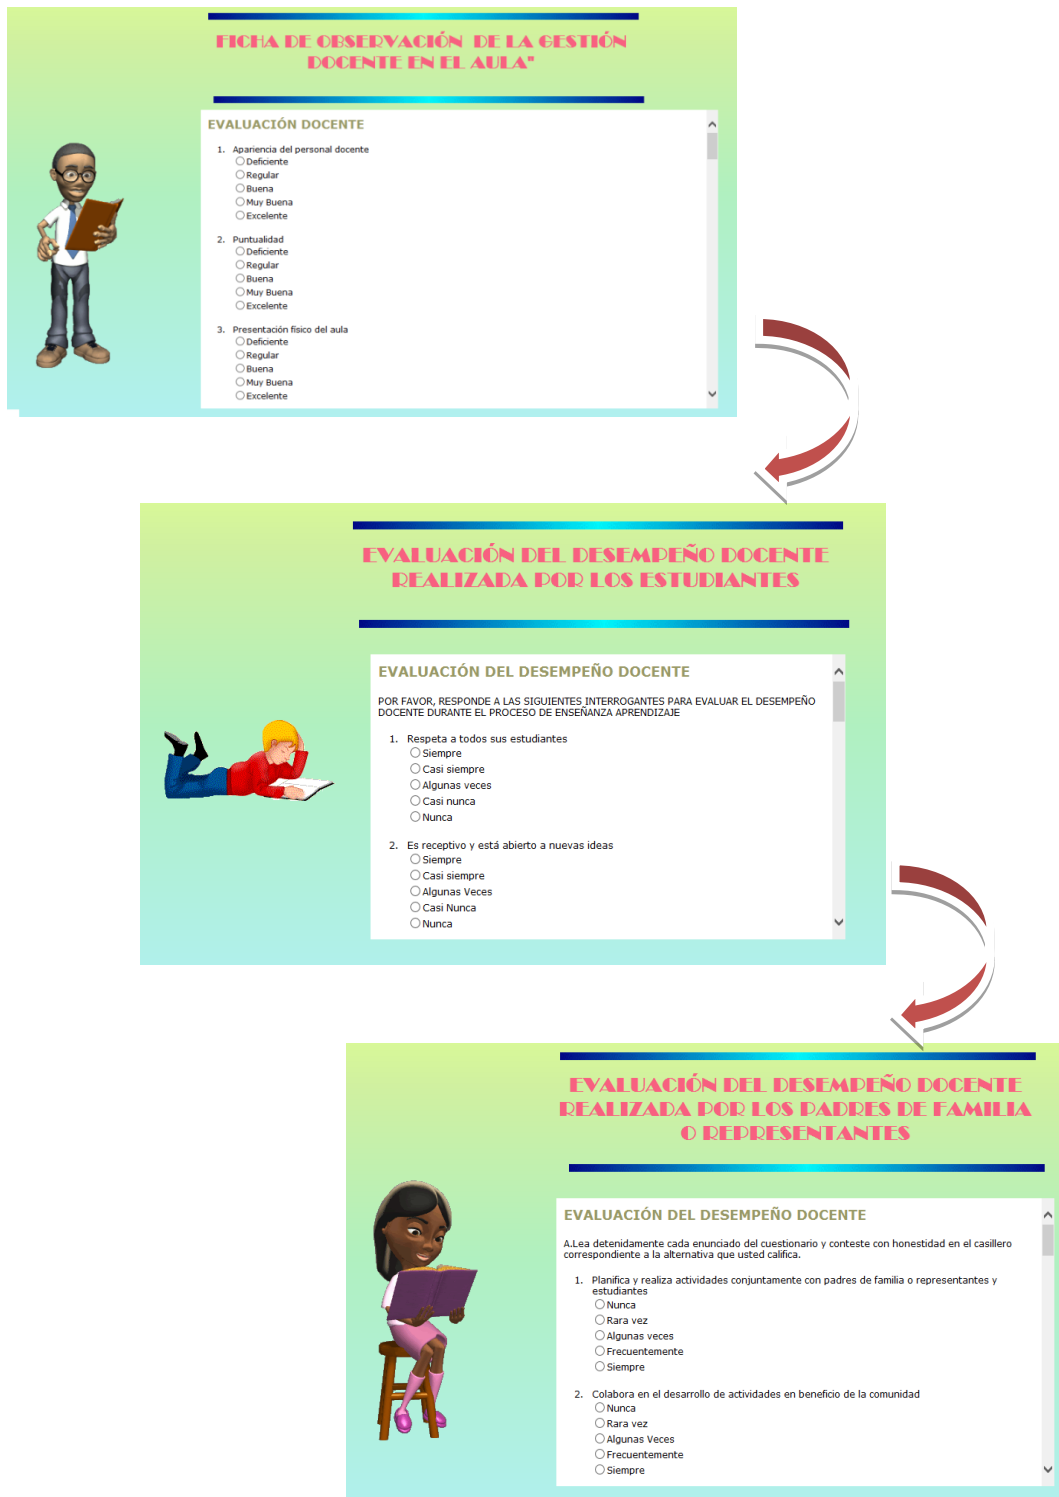 FICHA DE OBSERVACIÓN DE LA GESTIÓN
DOCENTE EN EL AULA"
EVALUACIÓN DOCENTE
1. Apariencia del personal docente
Deficiente
Regular
Buena
Muy Buena
Excelente
2. Puntualidad
Deficiente
Regular
Buena
Muy Buena
Excelente
3. Presentación físico del aula
Deficiente
Regular
Buena
Muy Buena
Excelente
EVALUACIÓN DEL DESEMPEÑO DOCENTE
REALIZADA POR LOS ESTUDIANTES
EVALUACIÓN DEL DESEMPEÑO DOCENTE
POR FAVOR, RESPONDE A LAS SIGUIENTES INTERROGANTES PARA EVALUAR EL DESEMPEÑO
DOCENTE DURANTE EL PROCESO DE ENSEÑANZA APRENDIZAJE
1. Respeta a todos sus estudiantes
Siempre
Casi siempre
Algunas veces
Casi nunca
Nunca
2. Es receptivo y está abierto a nuevas ideas
Siempre
Casi siempre
Algunas Veces
Casi Nunca
Nunca
EVALUACIÓN DEL DESEMPEÑO DOCENTE
REALIZADA POR LOS PADRES DE FAMILIA
O REPRESENTANTES
EVALUACIÓN DEL DESEMPEÑO DOCENTE
A.Lea detenidamente cada enunciado del cuestionario y conteste con honestidad en el casillero
correspondiente a la alternativa que usted califica.
1. Planifica y realiza actividades conjuntamente con padres de familia o representantes y
estudiantes
Nunca
Rara vez
Algunas veces
Frecuentemente
Siempre
2. Colabora en el desarrollo de actividades en beneficio de la comunidad
Nunca
Rara vez
Algunas Veces
Frecuentemente
Siempre